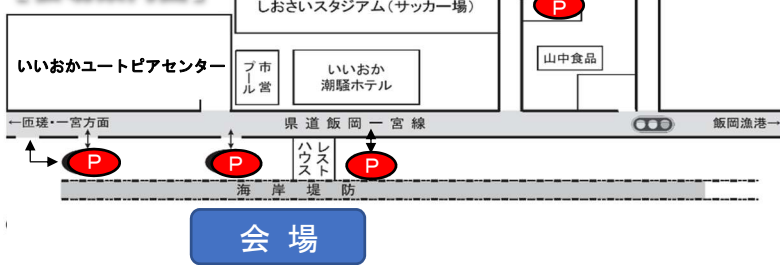 しおさいスタジアム(サッカー場)
P
いいおかユートピアセンター
市営
プール
いいおか
潮騒ホテル
山中食品
←匝瑳・一宮方面
県道飯岡一宮線
飯岡漁港→
P
P
レスト
ハウス
P
海岸堤防
会場